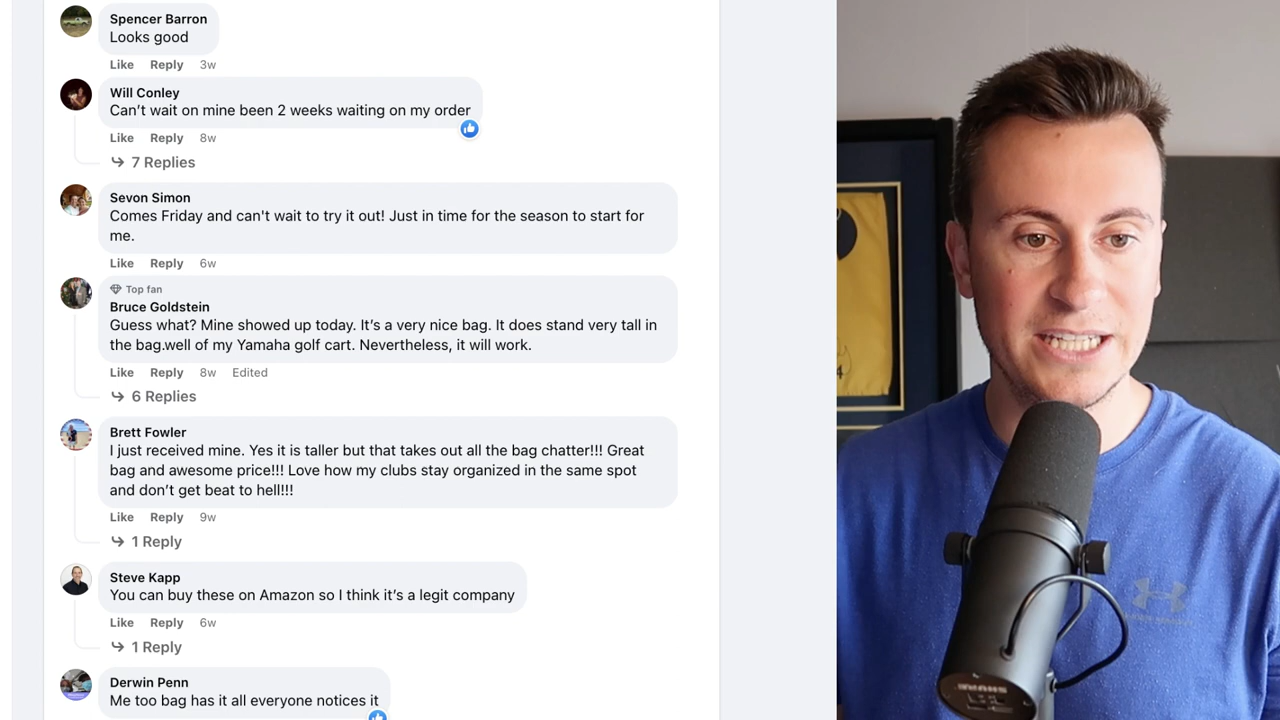 Spencer Barron
Looks good
Like Reply 3w
Will Conley
Can't wait on mine been 2 weeks waiting on my order
Like Reply 8w
7 Replies
Sevon Simon
Comes Friday and can't wait to try it out! Just in time for the season to start for
me.
Like Reply 6w
Top fan
Bruce Goldstein
Guess what? Mine showed up today. It's a very nice bag. It does stand very tall in
the bag.well of my Yamaha golf cart. Nevertheless, it will work.
Like Reply 8w Edited
6 Replies
Brett Fowler
I just received mine. Yes it is taller but that takes out all the bag chatter!!! Great
bag and awesome price!!! Love how my clubs stay organized in the same spot
and don't get beat to hell!!!
Like Reply 9w
1 Reply
Steve Kapp
You can buy these on Amazon so I think it's a legit company
Like Reply 6w
1 Reply
Derwin Penn
Me too bag has it all everyone notices it